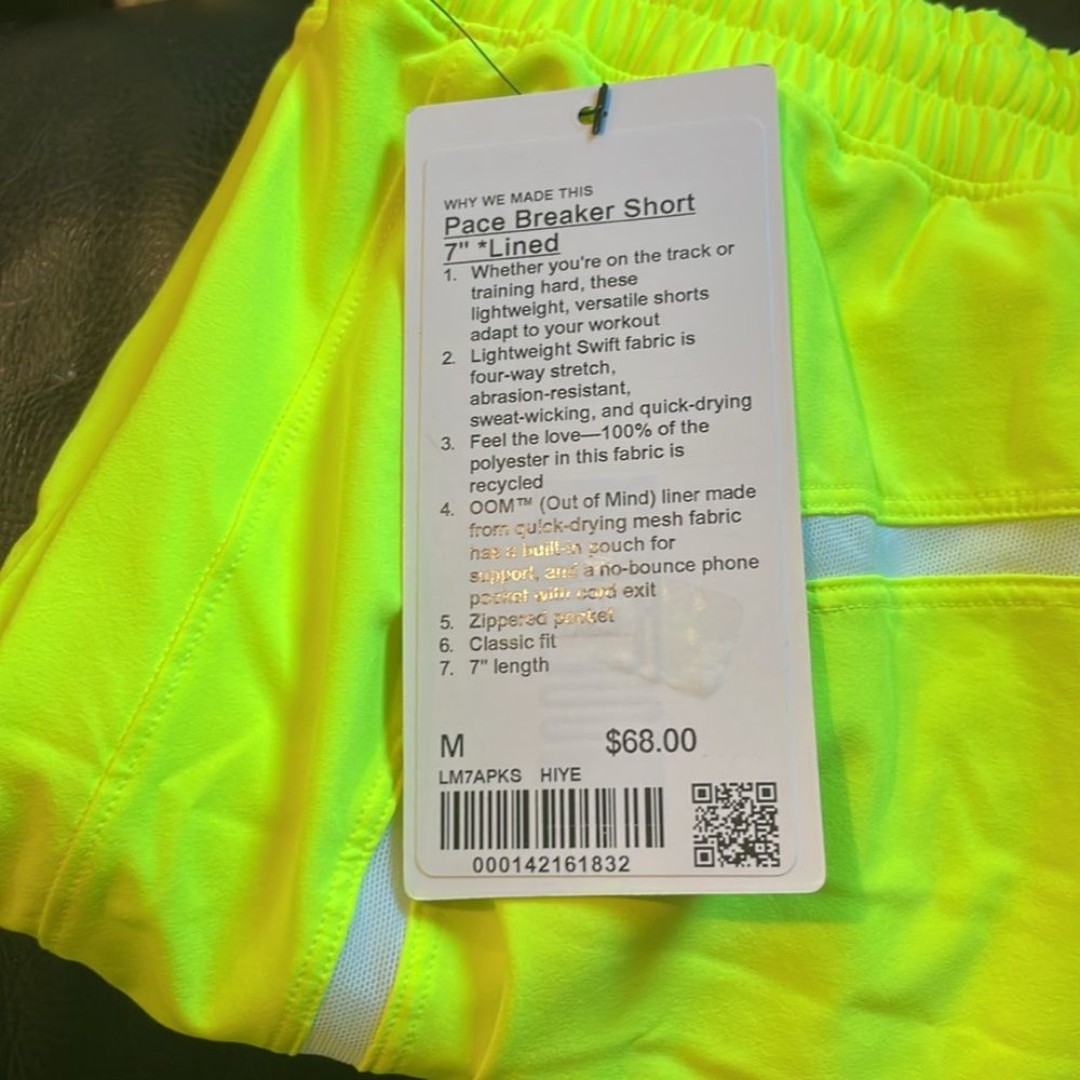 WHY WE MADE THIS
Pace Breaker Short
7" *Lined
1. Whether you're on the track or
training hard, these
lightweight, versatile shorts
adapt to your workout
2. Lightweight Swift fabric is
four-way stretch,
abrasion-resistant,
sweat-wicking, and quick-drying
3. Feel the love—100% of the
polyester in this fabric is
recycled
4. OOM™ (Out of Mind) liner made
from quick-drying mesh fabric
has a built-in pouch for
support, and a no-bounce phone
pocket with cord exit
5. Zippered pocket
6. Classic fit
7. 7" length
M $68.00
LM7APKS HIYE
000142161832